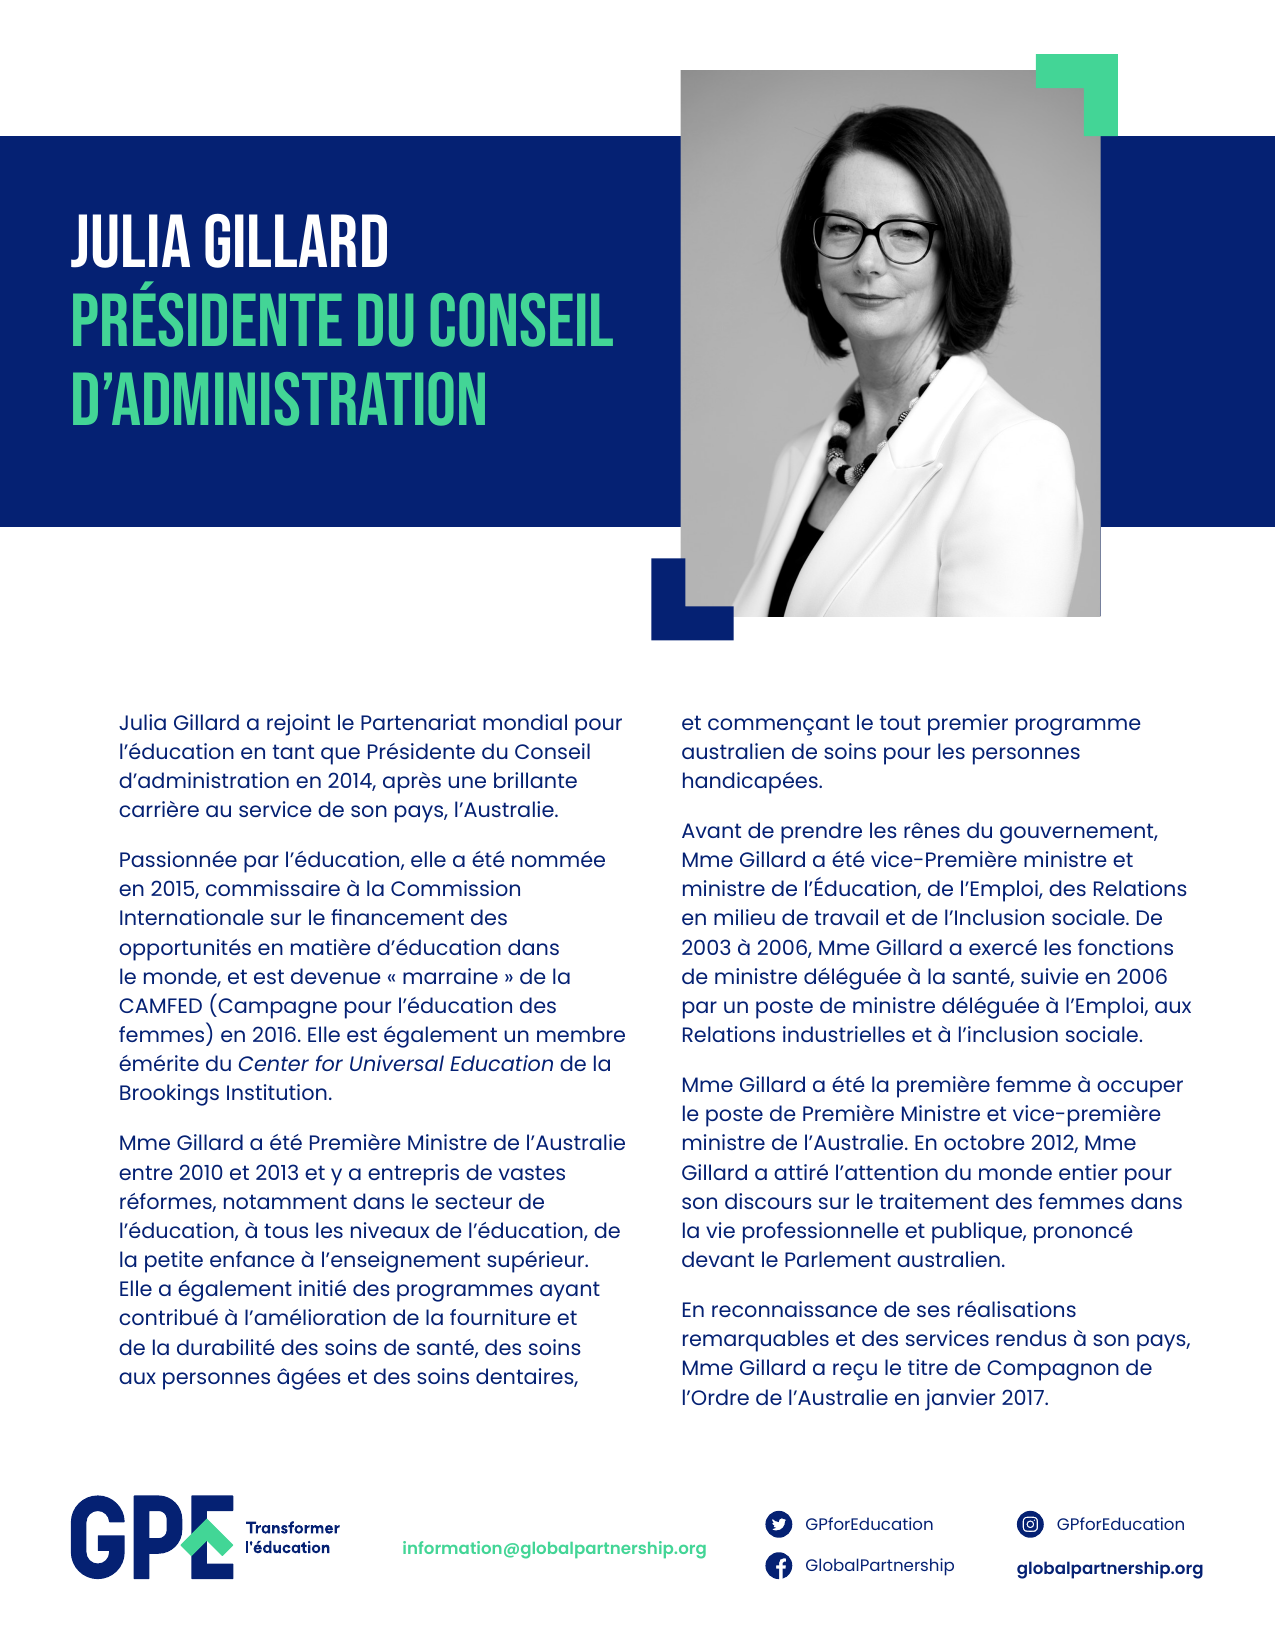 JULIA GILLARD
PRÉSIDENTE DU CONSEIL
D’ADMINISTRATION
Julia Gillard a rejoint le Partenariat mondial pour
l’éducation en tant que Présidente du Conseil
d’administration en 2014, après une brillante
carrière au service de son pays, l’Australie.
Passionnée par l’éducation, elle a été nommée
en 2015, commissaire à la Commission
Internationale sur le financement des
opportunités en matière d’éducation dans
le monde, et est devenue « marraine » de la
CAMFED (Campagne pour l’éducation des
femmes) en 2016. Elle est également un membre
émérite du Center for Universal Education de la
Brookings Institution.
Mme Gillard a été Première Ministre de l’Australie
entre 2010 et 2013 et y a entrepris de vastes
réformes, notamment dans le secteur de
l’éducation, à tous les niveaux de l’éducation, de
la petite enfance à l’enseignement supérieur.
Elle a également initié des programmes ayant
contribué à l’amélioration de la fourniture et
de la durabilité des soins de santé, des soins
aux personnes âgées et des soins dentaires,
et commençant le tout premier programme
australien de soins pour les personnes
handicapées.
Avant de prendre les rênes du gouvernement,
Mme Gillard a été vice-Première ministre et
ministre de l’Éducation, de l’Emploi, des Relations
en milieu de travail et de l’Inclusion sociale. De
2003 à 2006, Mme Gillard a exercé les fonctions
de ministre déléguée à la santé, suivie en 2006
par un poste de ministre déléguée à l’Emploi, aux
Relations industrielles et à l’inclusion sociale.
Mme Gillard a été la première femme à occuper
le poste de Première Ministre et vice-première
ministre de l’Australie. En octobre 2012, Mme
Gillard a attiré l’attention du monde entier pour
son discours sur le traitement des femmes dans
la vie professionnelle et publique, prononcé
devant le Parlement australien.
En reconnaissance de ses réalisations
remarquables et des services rendus à son pays,
Mme Gillard a reçu le titre de Compagnon de
l’Ordre de l’Australie en janvier 2017.
GPE
Transformer
l'éducation
information@globalpartnership.org
GPforEducation
GlobalPartnership
GPforEducation
globalpartnership.org